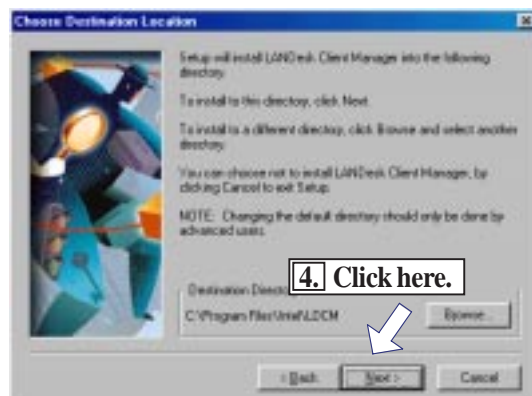 Choose Destination Location
Setup will install LANDesk Client Manager into the following
directory.
To install to this directory, click Next.
To install to a different directory, click Browse and select another
directory.
You can choose not to install LANDesk Client Manager, by
clicking Cancel to exit Setup.
NOTE: Changing the default directory should only be done by
advanced users.
4. Click here.
Destination Directory
C:\Program Files\Intel\LDCM
Browse...
< Back
Next >
Cancel